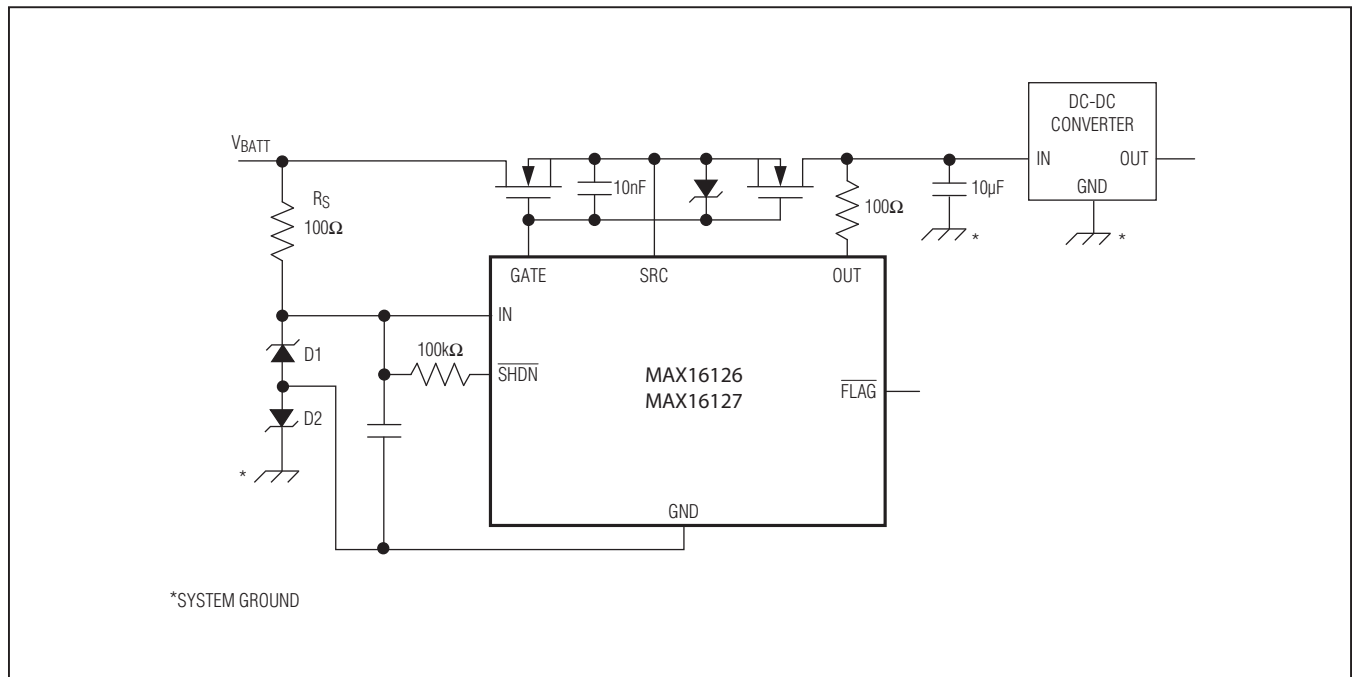 DC-DC
CONVERTER
IN
OUT
GND
*
VBATT
RS
100Ω
10nF
100Ω
10µF
*
GATE
SRC
OUT
IN
D1
100kΩ
SHDN
MAX16126
MAX16127
FLAG
D2
*
GND
*SYSTEM GROUND